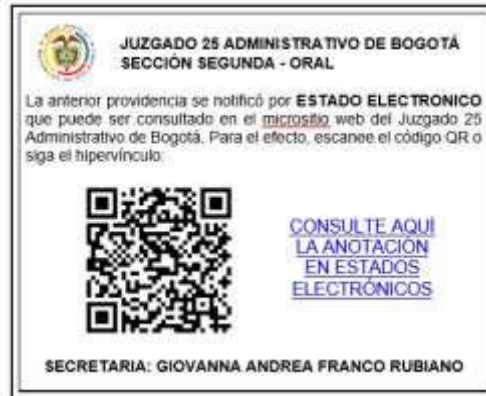 JUZGADO 25 ADMINISTRATIVO DE BOGOTÁ
SECCIÓN SEGUNDA - ORAL
La anterior providencia se notificó por ESTADO ELECTRONICO
que puede ser consultado en el micrositio web del Juzgado 25
Administrativo de Bogotá. Para el efecto, escanee el código QR o
siga el hipervínculo:
CONSULTE AQUÍ
LA ANOTACIÓN
EN ESTADOS
ELECTRÓNICOS
SECRETARIA: GIOVANNA ANDREA FRANCO RUBIANO